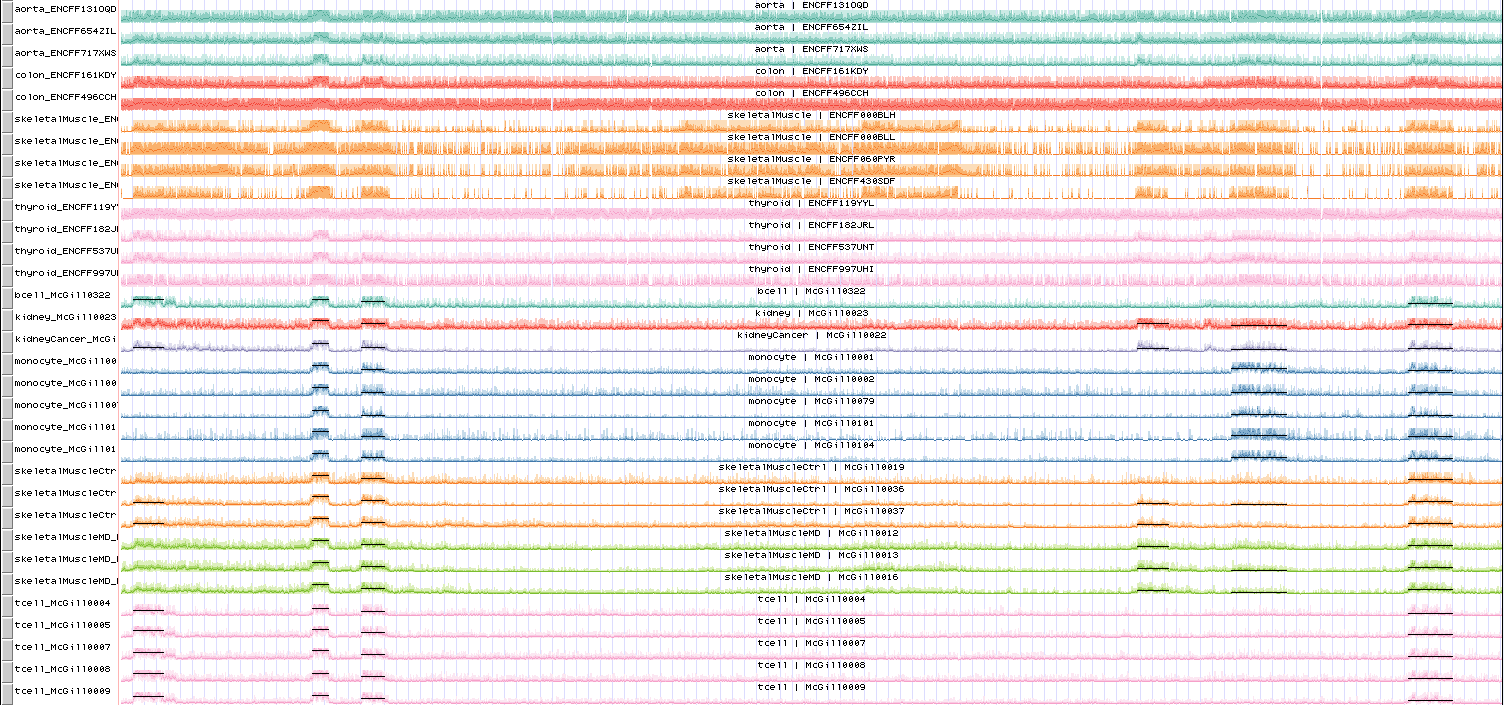 aorta | ENCFF131OQD
aorta_ENCFF131OQD
aorta | ENCFF654ZIL
aorta_ENCFF654ZIL
aorta | ENCFF717XWS
aorta_ENCFF717XWS
colon | ENCFF161KDY
colon_ENCFF161KDY
colon | ENCFF496CCH
colon_ENCFF496CCH
skeletalMuscle | ENCFF000BLH
skeletalMuscle_EN
skeletalMuscle | ENCFF000BLL
skeletalMuscle_EN
skeletalMuscle | ENCFF060PYR
skeletalMuscle_EN
skeletalMuscle | ENCFF430SDF
skeletalMuscle_EN
thyroid | ENCFF119YYL
thyroid_ENCFF119Y
thyroid | ENCFF182JRL
thyroid_ENCFF182J
thyroid | ENCFF537UNT
thyroid_ENCFF537U
thyroid | ENCFF997UHI
thyroid_ENCFF997U
bcell | McGill0322
bcell_McGill0322
kidney | McGill0023
kidney_McGill0023
kidneyCancer | McGill0022
kidneyCancer_McGi
monocyte | McGill0001
monocyte_McGill00
monocyte | McGill0002
monocyte_McGill00
monocyte | McGill0079
monocyte_McGill00
monocyte | McGill0101
monocyte_McGill01
monocyte | McGill0104
monocyte_McGill01
skeletalMuscleCtrl | McGill0019
skeletalMuscleCtr
skeletalMuscleCtrl | McGill0036
skeletalMuscleCtr
skeletalMuscleCtrl | McGill0037
skeletalMuscleCtr
skeletalMuscleMD | McGill0012
skeletalMuscleMD_
skeletalMuscleMD | McGill0013
skeletalMuscleMD_
skeletalMuscleMD | McGill0016
skeletalMuscleMD_
tcell | McGill0004
tcell_McGill0004
tcell | McGill0005
tcell_McGill0005
tcell | McGill0007
tcell_McGill0007
tcell | McGill0008
tcell_McGill0008
tcell | McGill0009
tcell_McGill0009